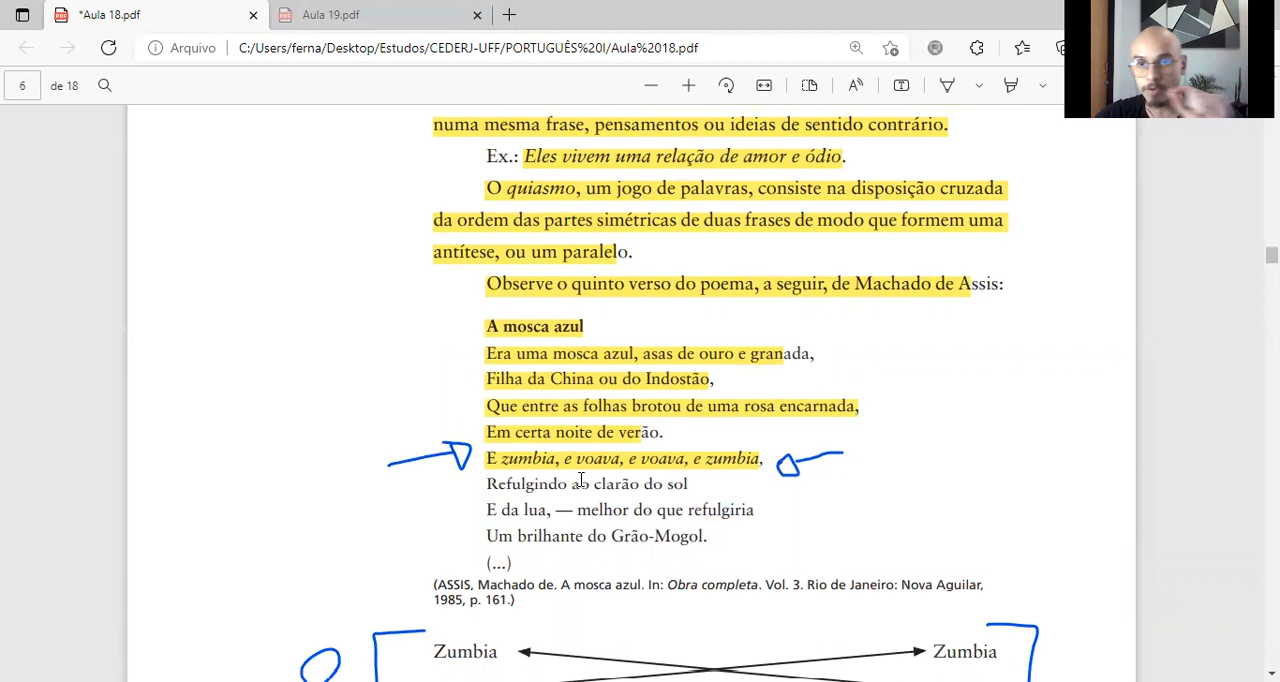 *Aula 18.pdf
Aula 19.pdf
Arquivo
C:/Users/ferna/Desktop/Estudos/CEDERJ-UFF/PORTUGUÊS%20I/Aula%2018.pdf
6 de 18
numa mesma frase, pensamentos ou ideias de sentido contrário.
Ex.: Eles vivem uma relação de amor e ódio.
O quiasmo, um jogo de palavras, consiste na disposição cruzada
da ordem das partes simétricas de duas frases de modo que formem uma
antítese, ou um paralelo.
Observe o quinto verso do poema, a seguir, de Machado de Assis:
A mosca azul
Era uma mosca azul, asas de ouro e granada,
Filha da China ou do Indostão,
Que entre as folhas brotou de uma rosa encarnada,
Em certa noite de verão.
E zumbia, e voava, e voava, e zumbia,
Refulgindo ao clarão do sol
E da lua, — melhor do que refulgiria
Um brilhante do Grão-Mogol.
(...)
(ASSIS, Machado de. A mosca azul. In: Obra completa. Vol. 3. Rio de Janeiro: Nova Aguilar,
1985, p. 161.)
Zumbia Zumbia